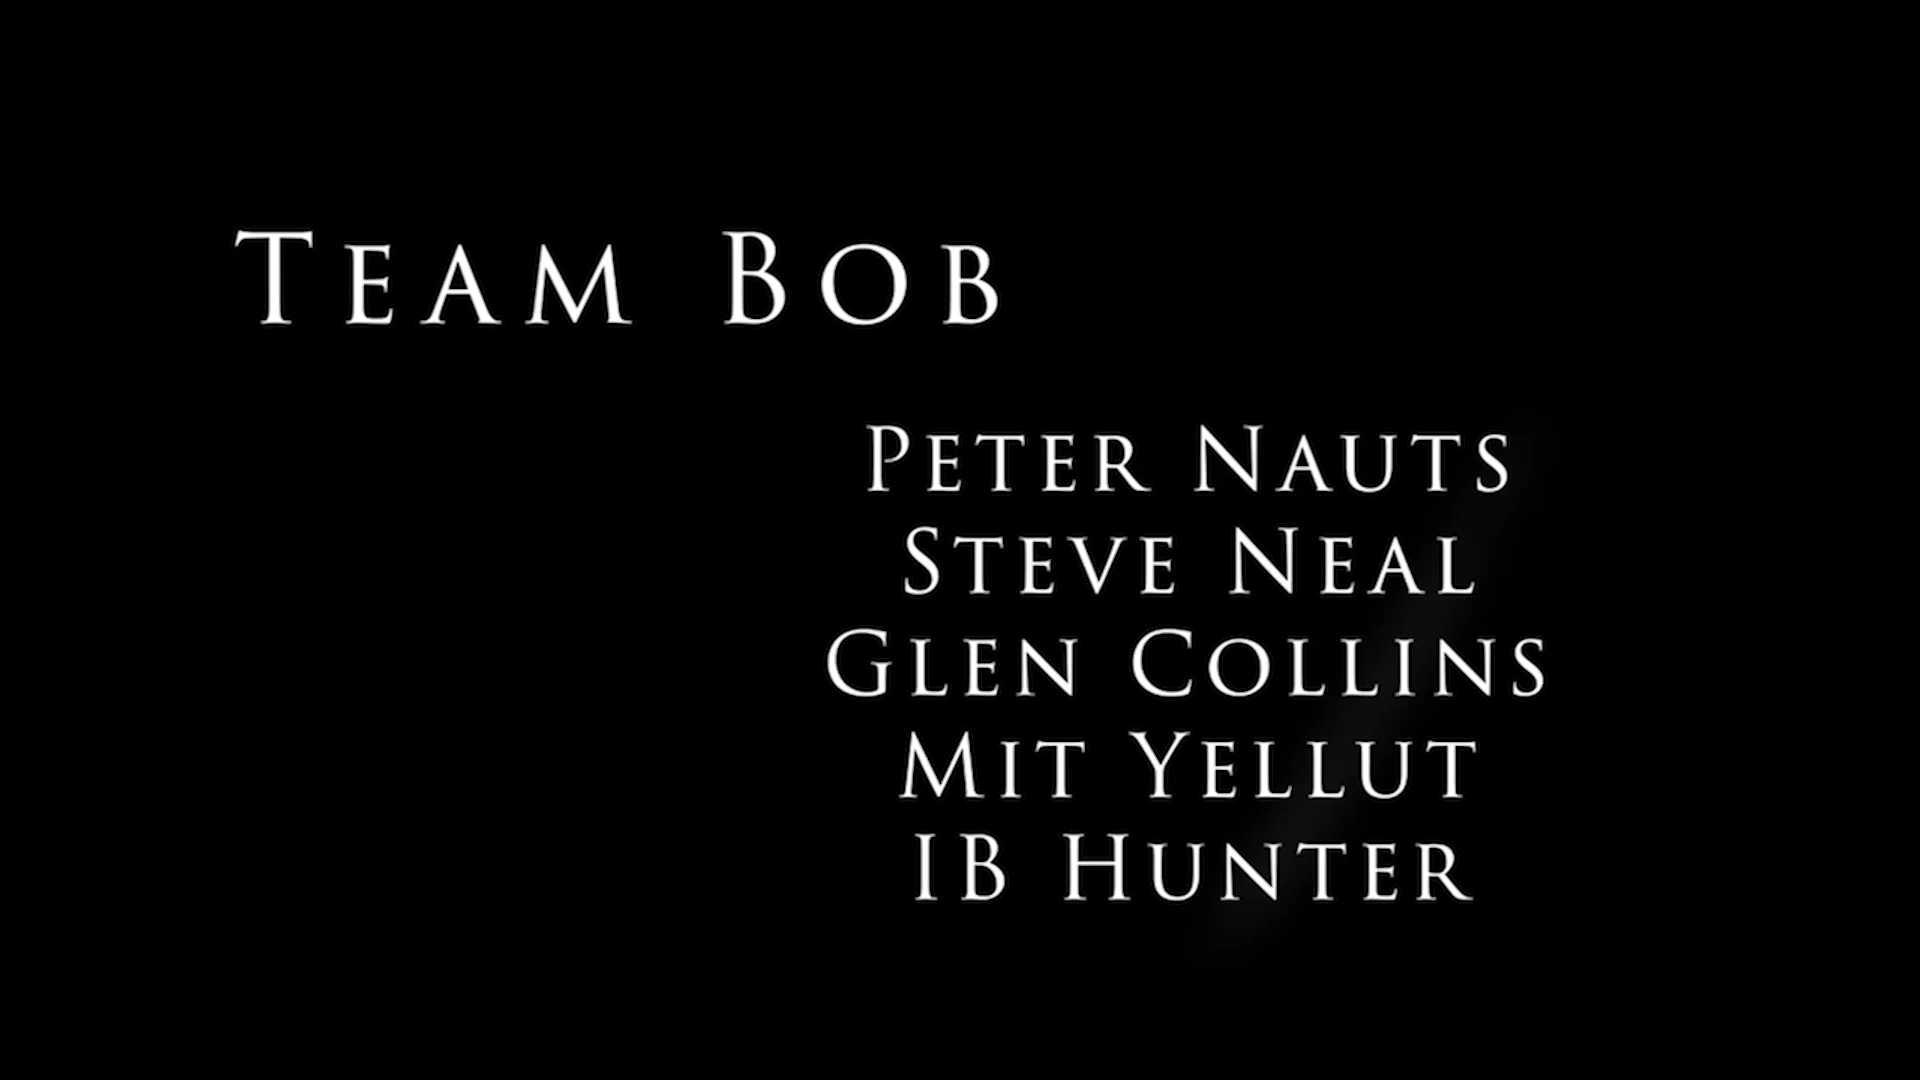 Team Bob
Peter Nauts
Steve Neal
Glen Collins
Mit Yellut
IB Hunter